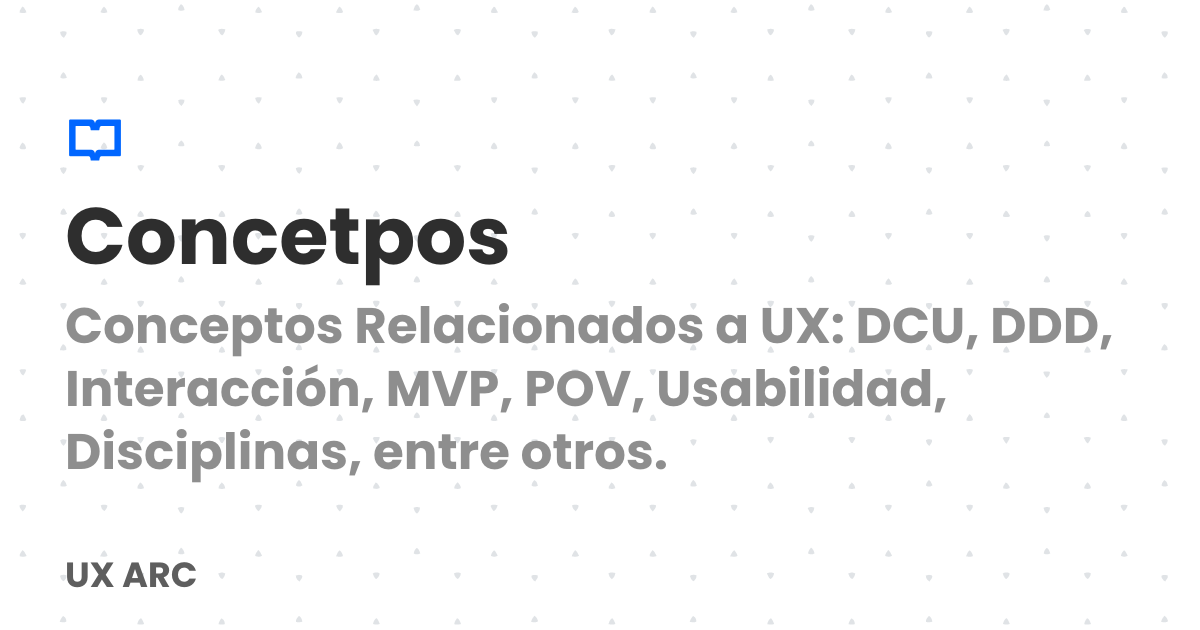 Concetpos
Conceptos Relacionados a UX: DCU, DDD,
Interacción, MVP, POV, Usabilidad,
Disciplinas, entre otros.
UX ARC